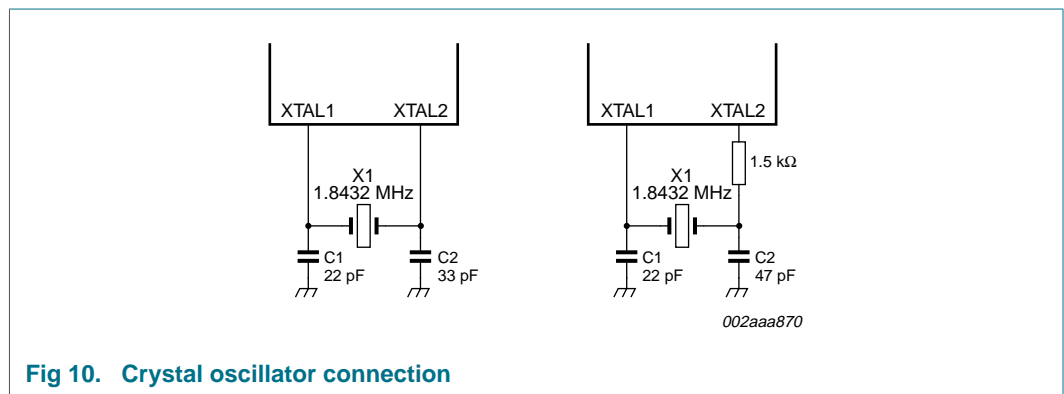 XTAL1 XTAL2
X1
1.8432 MHz
C1
22 pF
C2
33 pF
XTAL1 XTAL2
1.5 kΩ
X1
1.8432 MHz
C1
22 pF
C2
47 pF
002aaa870
Fig 10. Crystal oscillator connection